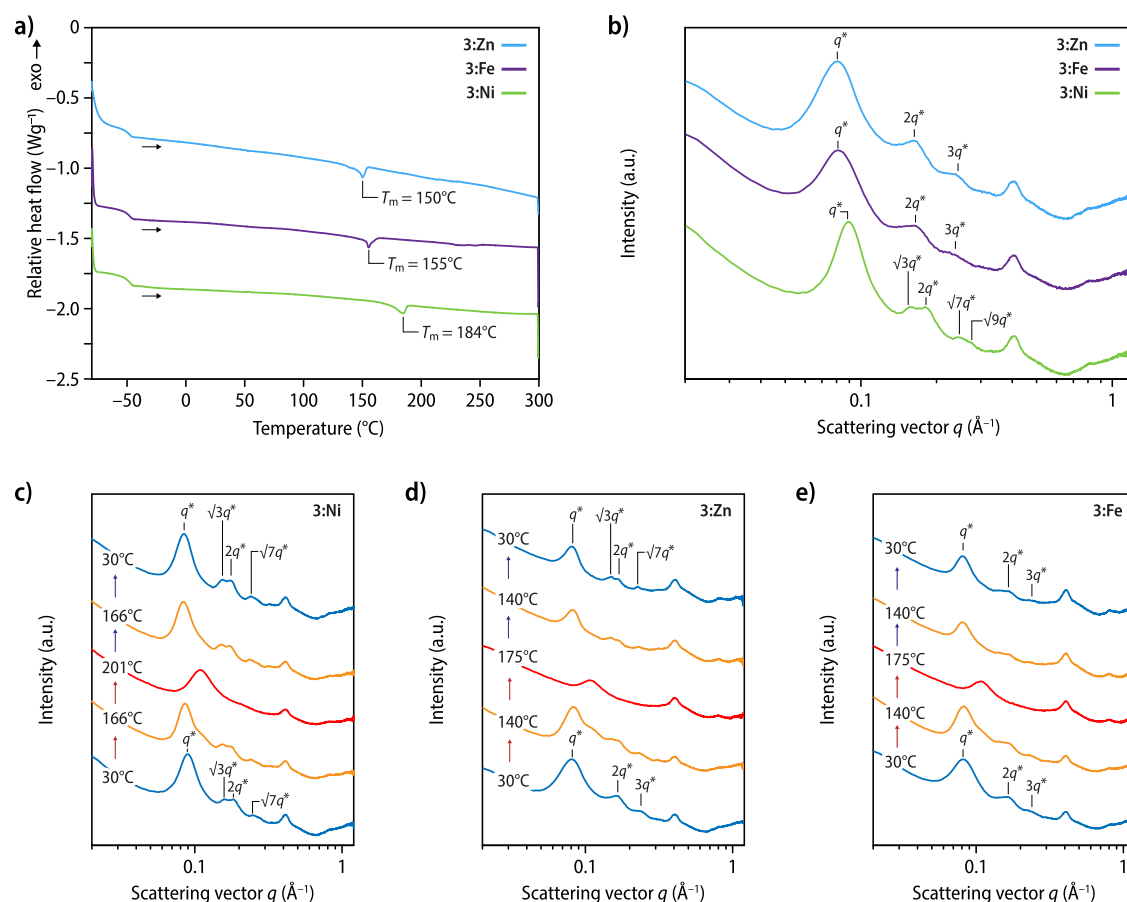 a)
0
−0.5
−1.0
−1.5
−2.0
−2.5
Relative heat flow (Wg⁻¹) exo →
3:Zn
3:Fe
3:Ni
Tm = 150°C
Tm = 155°C
Tm = 184°C
−50 0 50 100 150 200 250 300
Temperature (°C)
b)
Intensity (a.u.)
3:Zn
3:Fe
3:Ni
q*
2q*
3q*
q*
2q*
3q*
q*
√3q*
2q*
√7q*
√9q*
0.1 1
Scattering vector q (Å⁻¹)
c)
3:Ni
Intensity (a.u.)
q*
√3q*
2q*
√7q*
30°C
166°C
201°C
166°C
30°C
q*
√3q*
2q*
√7q*
0.1 1
Scattering vector q (Å⁻¹)
d)
3:Zn
Intensity (a.u.)
q*
√3q*
2q*
√7q*
30°C
140°C
175°C
140°C
30°C
q*
2q*
3q*
0.1 1
Scattering vector q (Å⁻¹)
e)
3:Fe
Intensity (a.u.)
q*
2q*
3q*
30°C
140°C
175°C
140°C
30°C
q*
2q*
3q*
0.1 1
Scattering vector q (Å⁻¹)